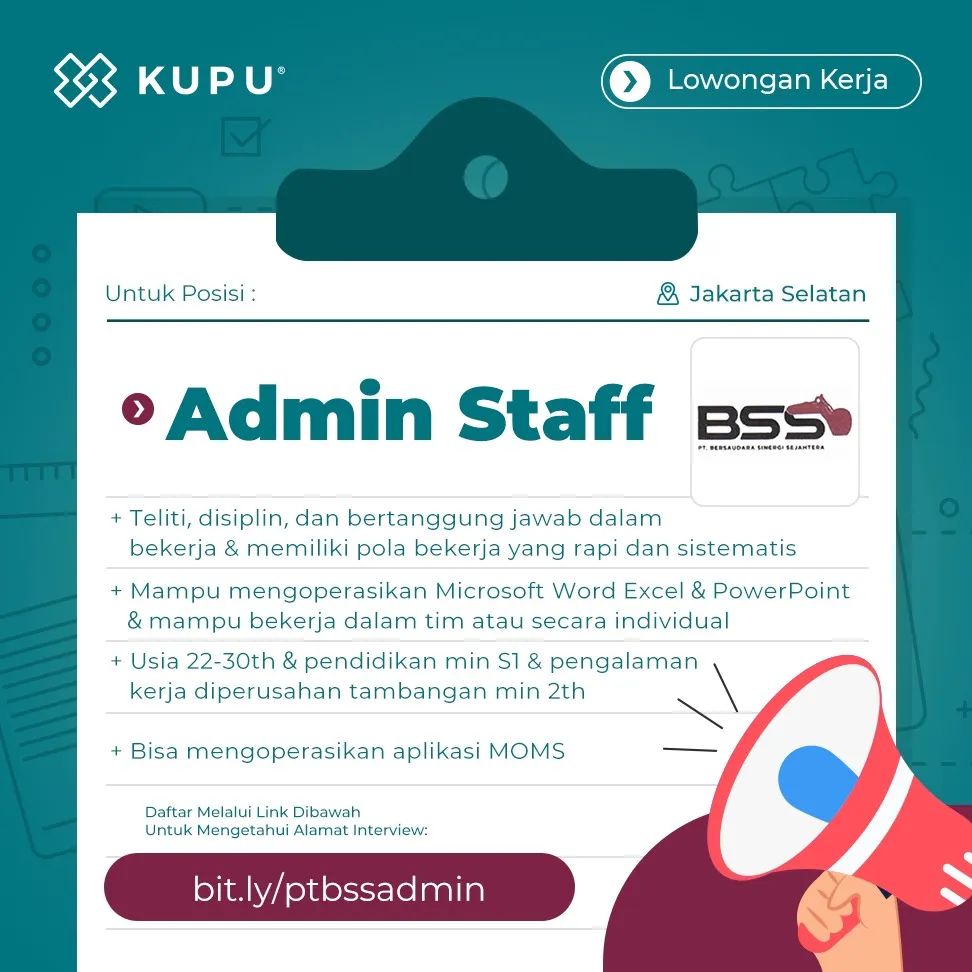 KUPU®
Lowongan Kerja
Untuk Posisi :
Jakarta Selatan
Admin Staff
BSS
PT. BERSAUDARA SINERGI SEJAHTERA
+ Teliti, disiplin, dan bertanggung jawab dalam
bekerja & memiliki pola bekerja yang rapi dan sistematis
+ Mampu mengoperasikan Microsoft Word Excel & PowerPoint
& mampu bekerja dalam tim atau secara individual
+ Usia 22-30th & pendidikan min S1 & pengalaman
kerja diperusahan tambangan min 2th
+ Bisa mengoperasikan aplikasi MOMS
Daftar Melalui Link Dibawah
Untuk Mengetahui Alamat Interview:
bit.ly/ptbssadmin